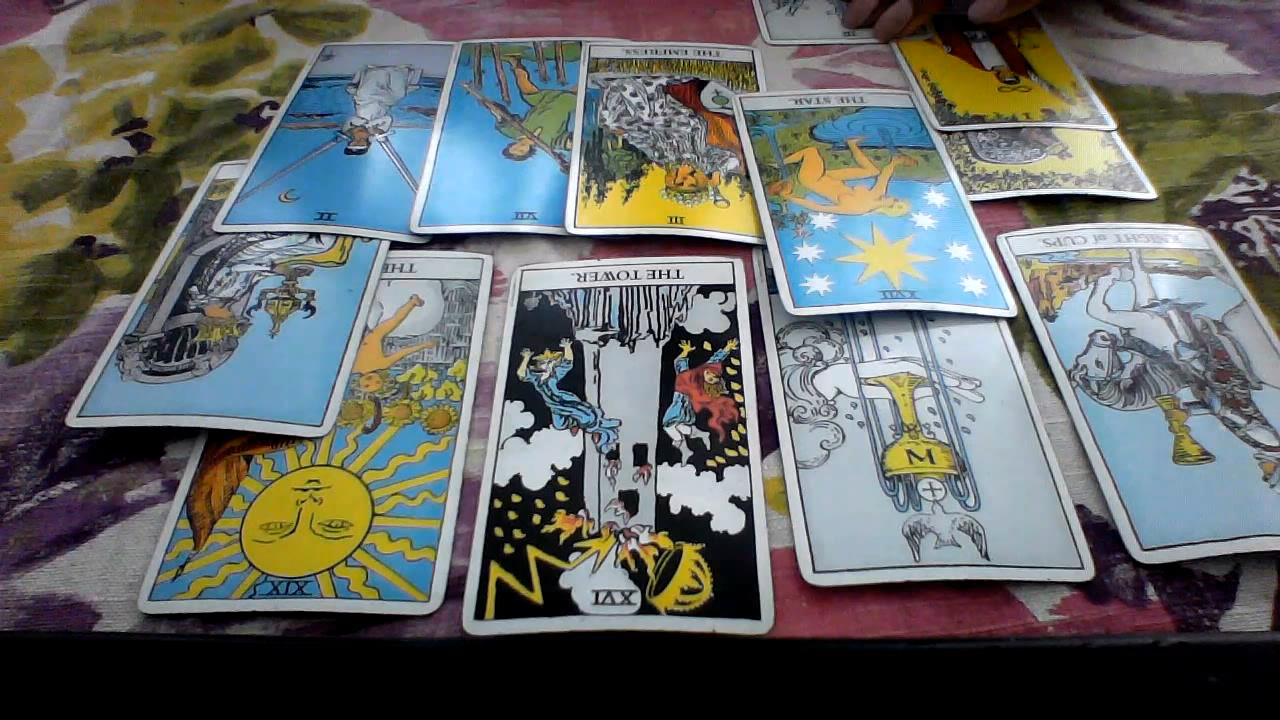 THE EMPRESS.
THE STAR.
II
VII
III
XVII
KNIGHT of CUPS.
THE
THE TOWER.
M
XIX
XVI